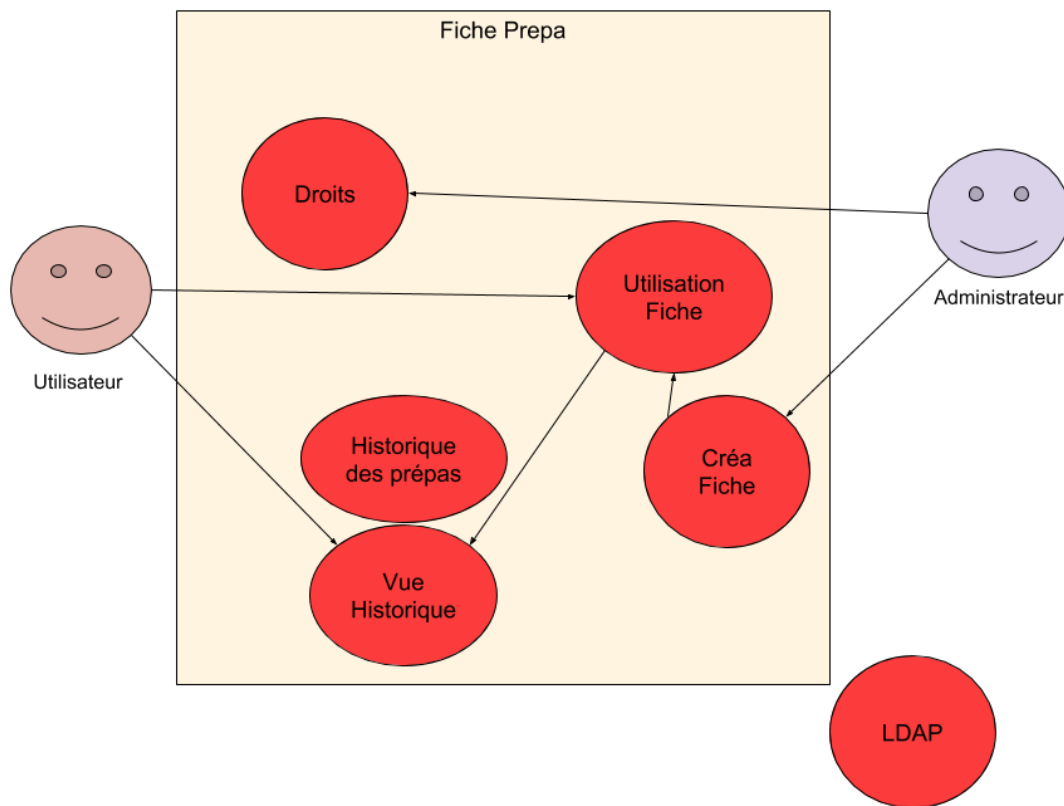 Fiche Prepa
Droits
Utilisation
Fiche
Administrateur
Utilisateur
Historique
des prépas
Créa
Fiche
Vue
Historique
LDAP